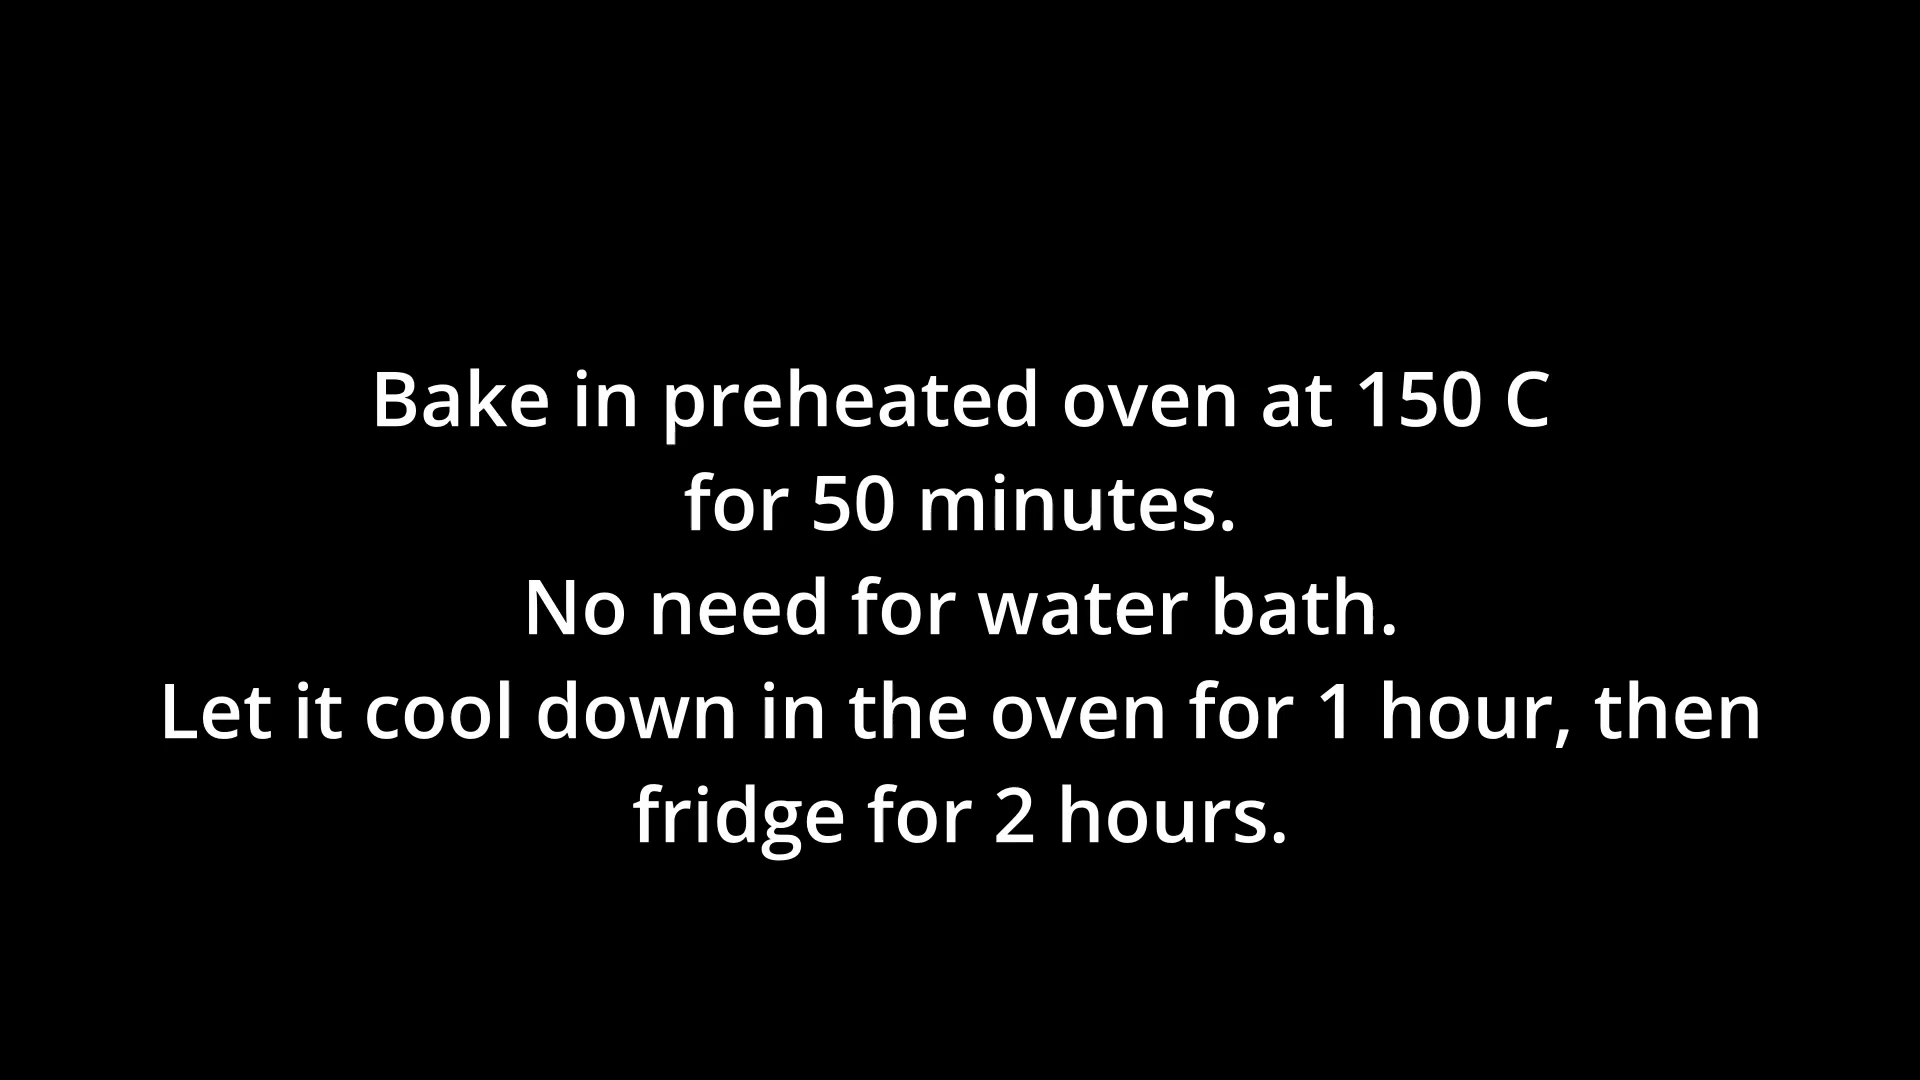 Bake in preheated oven at 150 C
for 50 minutes.
No need for water bath.
Let it cool down in the oven for 1 hour, then
fridge for 2 hours.